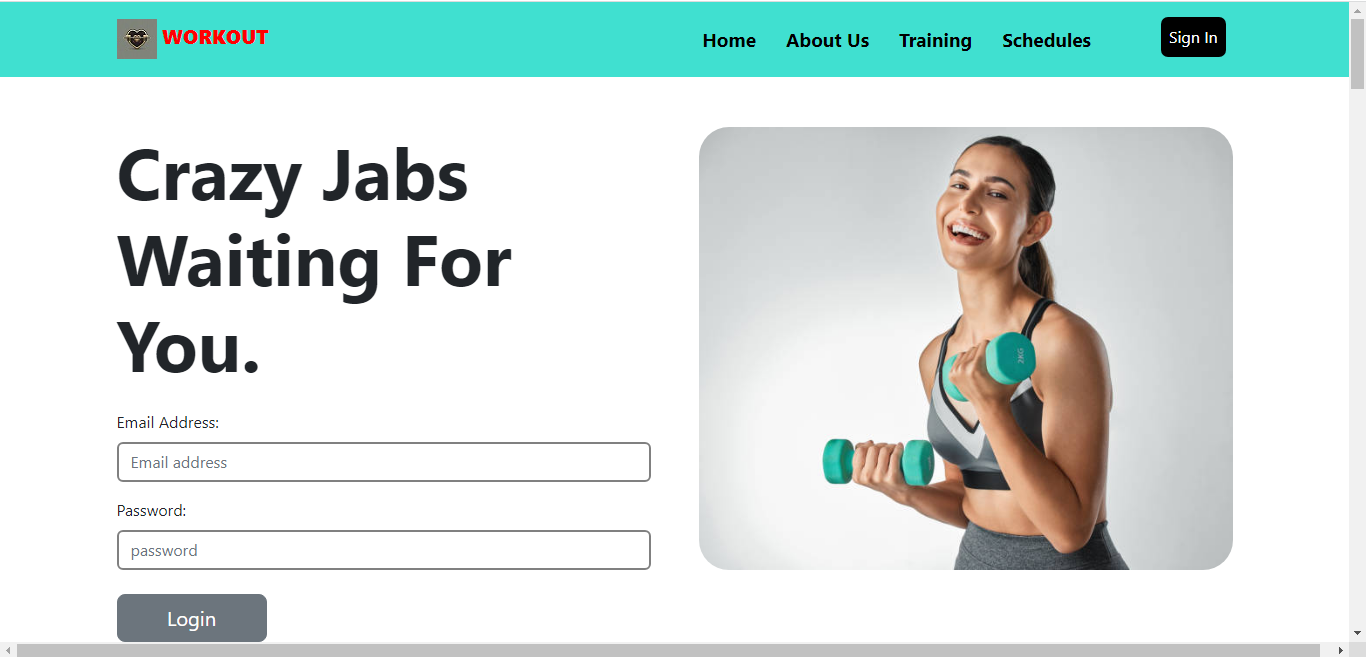 WORKOUT
Home About Us Training Schedules Sign In
Crazy Jabs
Waiting For
You.
Email Address:
Email address
Password:
password
Login
2KG